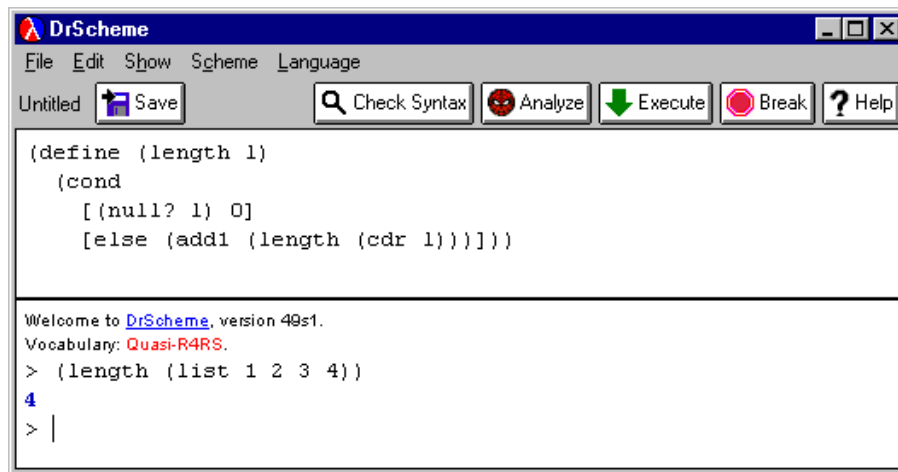 DrScheme
File Edit Show Scheme Language
Untitled Save Check Syntax Analyze Execute Break ? Help
(define (length l)
  (cond
    [(null? l) 0]
    [else (add1 (length (cdr l)))]))
Welcome to DrScheme, version 49s1.
Vocabulary: Quasi-R4RS.
> (length (list 1 2 3 4))
4
>